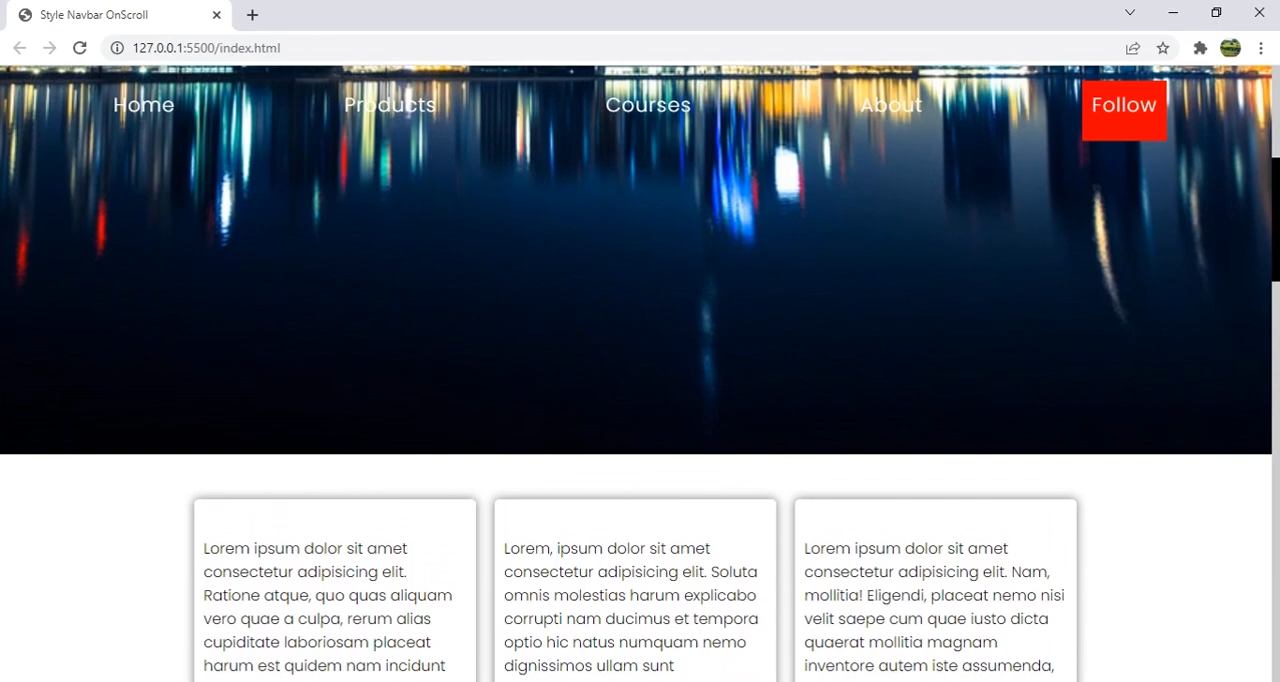 Style Navbar OnScroll
127.0.0.1:5500/index.html
Home Products Courses About Follow
Lorem ipsum dolor sit amet
consectetur adipisicing elit.
Ratione atque, quo quas aliquam
vero quae a culpa, rerum alias
cupiditate laboriosam placeat
harum est quidem nam incidunt
Lorem, ipsum dolor sit amet
consectetur adipisicing elit. Soluta
omnis molestias harum explicabo
corrupti nam ducimus et tempora
optio hic natus numquam nemo
dignissimos ullam sunt
Lorem ipsum dolor sit amet
consectetur adipisicing elit. Nam,
mollitia! Eligendi, placeat nemo nisi
velit saepe cum quae iusto dicta
quaerat mollitia magnam
inventore autem iste assumenda,